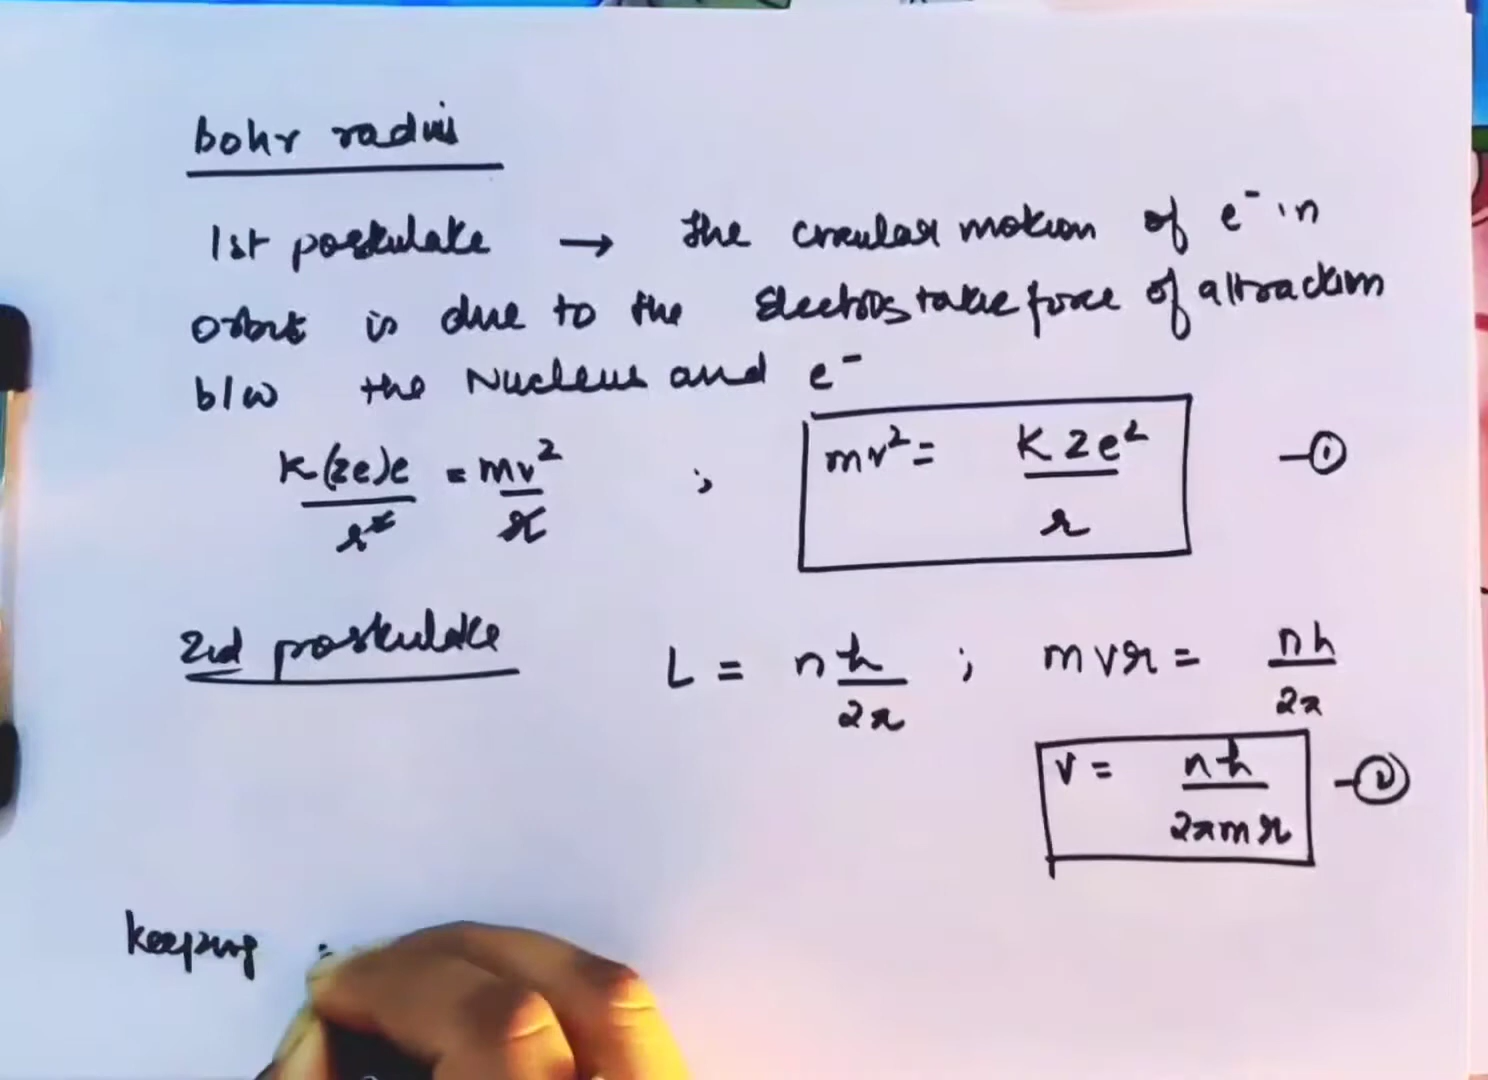 bohr radius
1st postulate → the circular motion of e⁻ in
orbit is due to the Electrostatic force of attraction
b/w the Nucleus and e⁻
K(ze)e/r² = mv²/r ; mv² = KZe²/r —①
2nd postulate L = nh/2π ; mvr = nh/2π
v = nh/2πmr —②
keeping